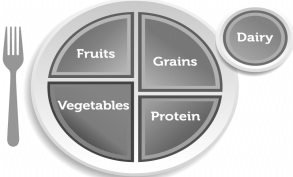 Fruits
Grains
Dairy
Vegetables
Protein